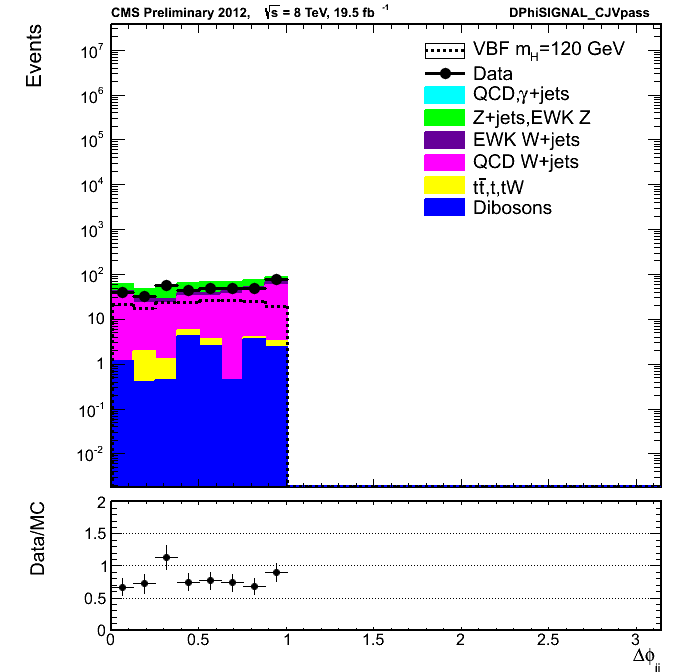 CMS Preliminary 2012, √s = 8 TeV, 19.5 fb⁻¹ DPhiSIGNAL_CJVpass
Events
10⁷
10⁶
10⁵
10⁴
10³
10²
10
1
10⁻¹
10⁻²
VBF m_H=120 GeV
Data
QCD,γ+jets
Z+jets,EWK Z
EWK W+jets
QCD W+jets
tt̅,t,tW
Dibosons
Data/MC
2
1.5
1
0.5
0
0 0.5 1 1.5 2 2.5 3
Δϕ_jj